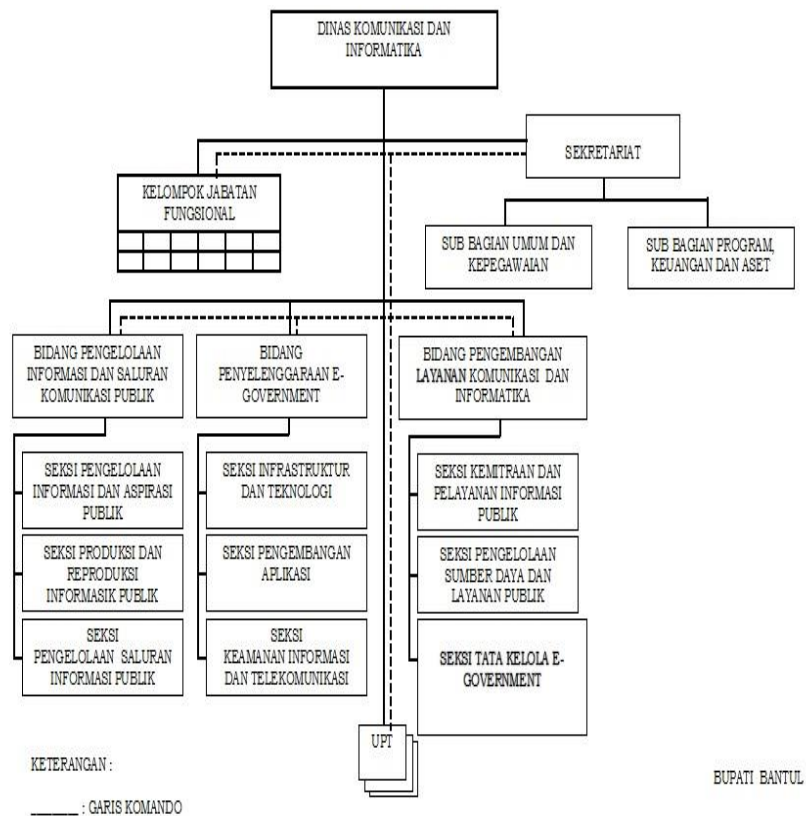 DINAS KOMUNIKASI DAN
INFORMATIKA
SEKRETARIAT
KELOMPOK JABATAN
FUNGSIONAL
SUB BAGIAN UMUM DAN
KEPEGAWAIAN
SUB BAGIAN PROGRAM,
KEUANGAN DAN ASET
BIDANG PENGELOLAAN
INFORMASI DAN SALURAN
KOMUNIKASI PUBLIK
BIDANG
PENYELENGGARAAN E-
GOVERNMENT
BIDANG PENGEMBANGAN
LAYANAN KOMUNIKASI DAN
INFORMATIKA
SEKSI PENGELOLAAN
INFORMASI DAN ASPIRASI
PUBLIK
SEKSI PRODUKSI DAN
REPRODUKSI
INFORMASIK PUBLIK
SEKSI
PENGELOLAAN SALURAN
INFORMASI PUBLIK
SEKSI INFRASTRUKTUR
DAN TEKNOLOGI
SEKSI PENGEMBANGAN
APLIKASI
SEKSI
KEAMANAN INFORMASI
DAN TELEKOMUNIKASI
SEKSI KEMITRAAN DAN
PELAYANAN INFORMASI
PUBLIK
SEKSI PENGELOLAAN
SUMBER DAYA DAN
LAYANAN PUBLIK
SEKSI TATA KELOLA E-
GOVERNMENT
UPT
KETERANGAN :
BUPATI BANTUL
_______ : GARIS KOMANDO